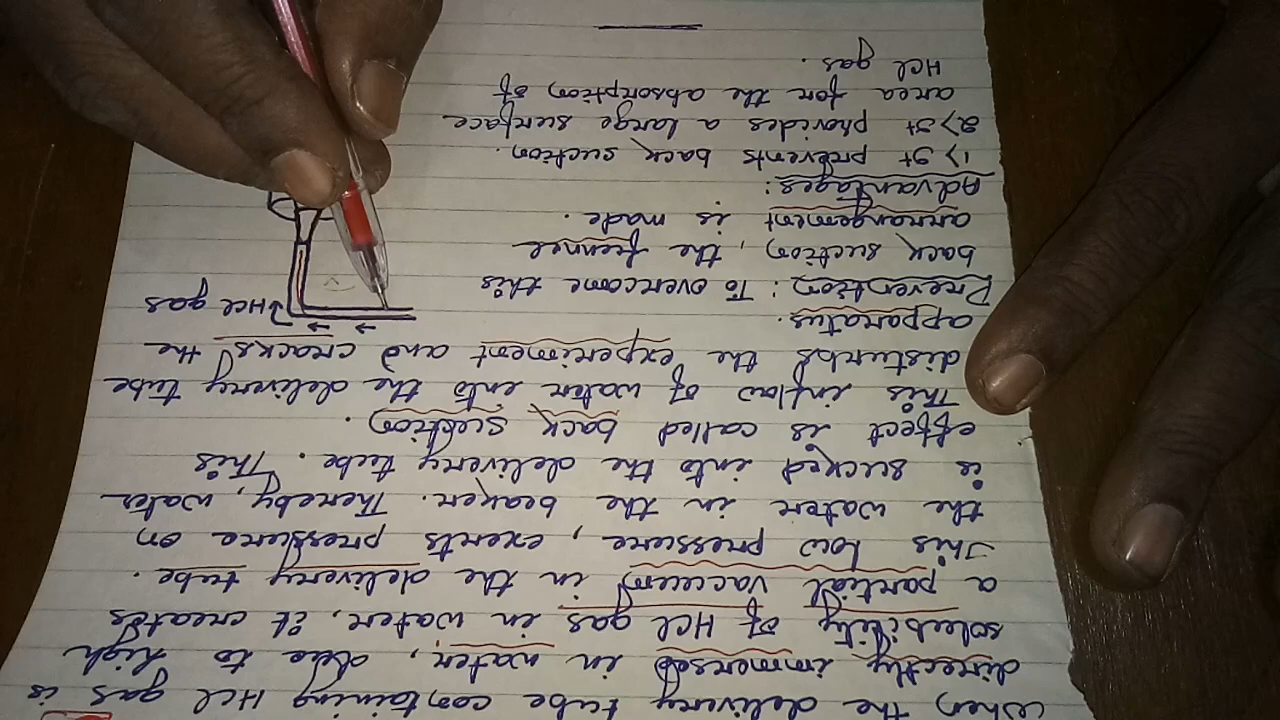 When the delivery tube containing HCl gas is
directly immersed in water, due to high
solubility of HCl gas in water, it creates
a partial vaccum in the delivery tube.
This low pressure, exerts pressure on
the water in the beaker. Thereby, water
is sucked into the delivery tube. This
effect is called back suction.
This inflow of water into the delivery tube
disturbs the experiment and cracks the
apparatus.
HCl gas
Prevention: To overcome this
back suction, the funnel
arrangement is made.
Advantages:
1) It prevents back suction.
2) It provides a large surface
area for the absorption of
HCl gas.